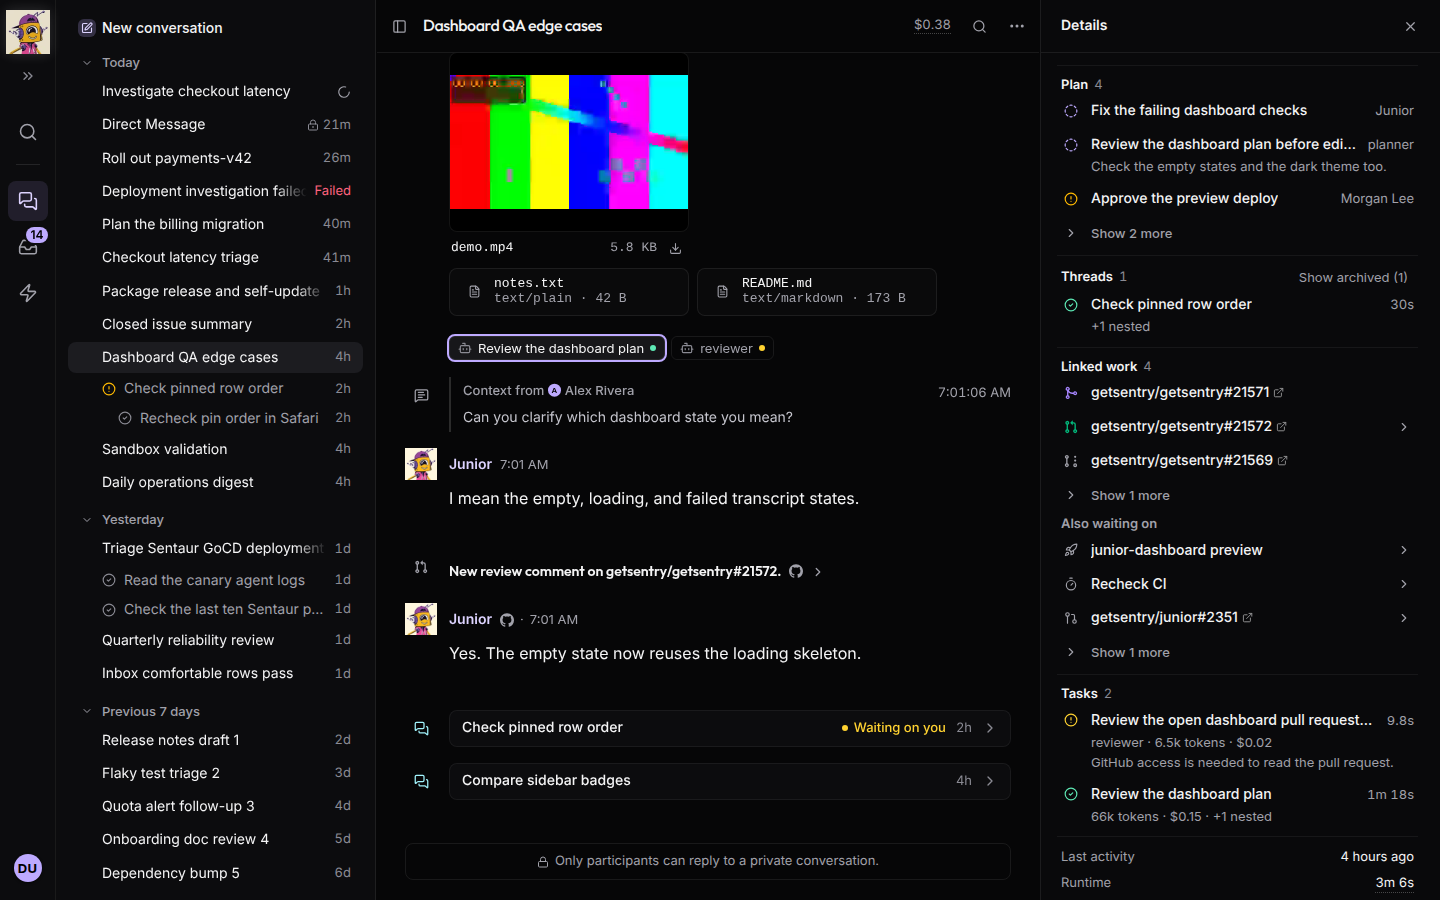 New conversation
Today
Investigate checkout latency
Direct Message 21m
Roll out payments-v42 26m
Deployment investigation failed Failed
Plan the billing migration 40m
Checkout latency triage 41m
Package release and self-update 1h
Closed issue summary 2h
Dashboard QA edge cases 4h
Check pinned row order 2h
Recheck pin order in Safari 2h
Sandbox validation 4h
Daily operations digest 4h
Yesterday
Triage Sentaur GoCD deployment 1d
Read the canary agent logs 1d
Check the last ten Sentaur p... 1d
Quarterly reliability review 1d
Inbox comfortable rows pass 1d
Previous 7 days
Release notes draft 1 2d
Flaky test triage 2 3d
Quota alert follow-up 3 4d
Onboarding doc review 4 5d
Dependency bump 5 6d
14
DU
Dashboard QA edge cases $0.38
demo.mp4 5.8 KB
notes.txt
text/plain · 42 B
README.md
text/markdown · 173 B
Review the dashboard plan
reviewer
Context from A Alex Rivera 7:01:06 AM
Can you clarify which dashboard state you mean?
Junior 7:01 AM
I mean the empty, loading, and failed transcript states.
New review comment on getsentry/getsentry#21572.
Junior · 7:01 AM
Yes. The empty state now reuses the loading skeleton.
Check pinned row order Waiting on you 2h
Compare sidebar badges 4h
Only participants can reply to a private conversation.
Details
Plan 4
Fix the failing dashboard checks Junior
Review the dashboard plan before edi... planner
Check the empty states and the dark theme too.
Approve the preview deploy Morgan Lee
Show 2 more
Threads 1 Show archived (1)
Check pinned row order 30s
+1 nested
Linked work 4
getsentry/getsentry#21571
getsentry/getsentry#21572
getsentry/getsentry#21569
Show 1 more
Also waiting on
junior-dashboard preview
Recheck CI
getsentry/junior#2351
Show 1 more
Tasks 2
Review the open dashboard pull request... 9.8s
reviewer · 6.5k tokens · $0.02
GitHub access is needed to read the pull request.
Review the dashboard plan 1m 18s
66k tokens · $0.15 · +1 nested
Last activity 4 hours ago
Runtime 3m 6s